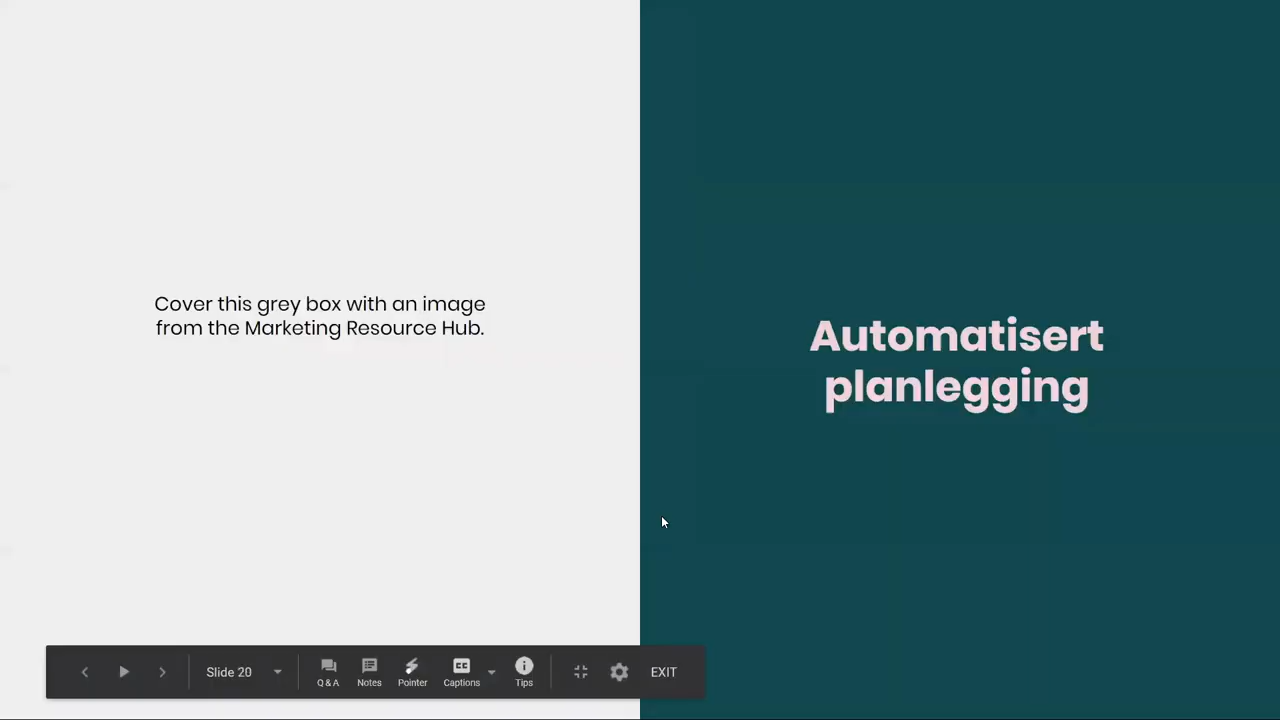 Cover this grey box with an image
from the Marketing Resource Hub.
Automatisert
planlegging
Slide 20
Q & A
Notes
Pointer
CC
Captions
Tips
EXIT